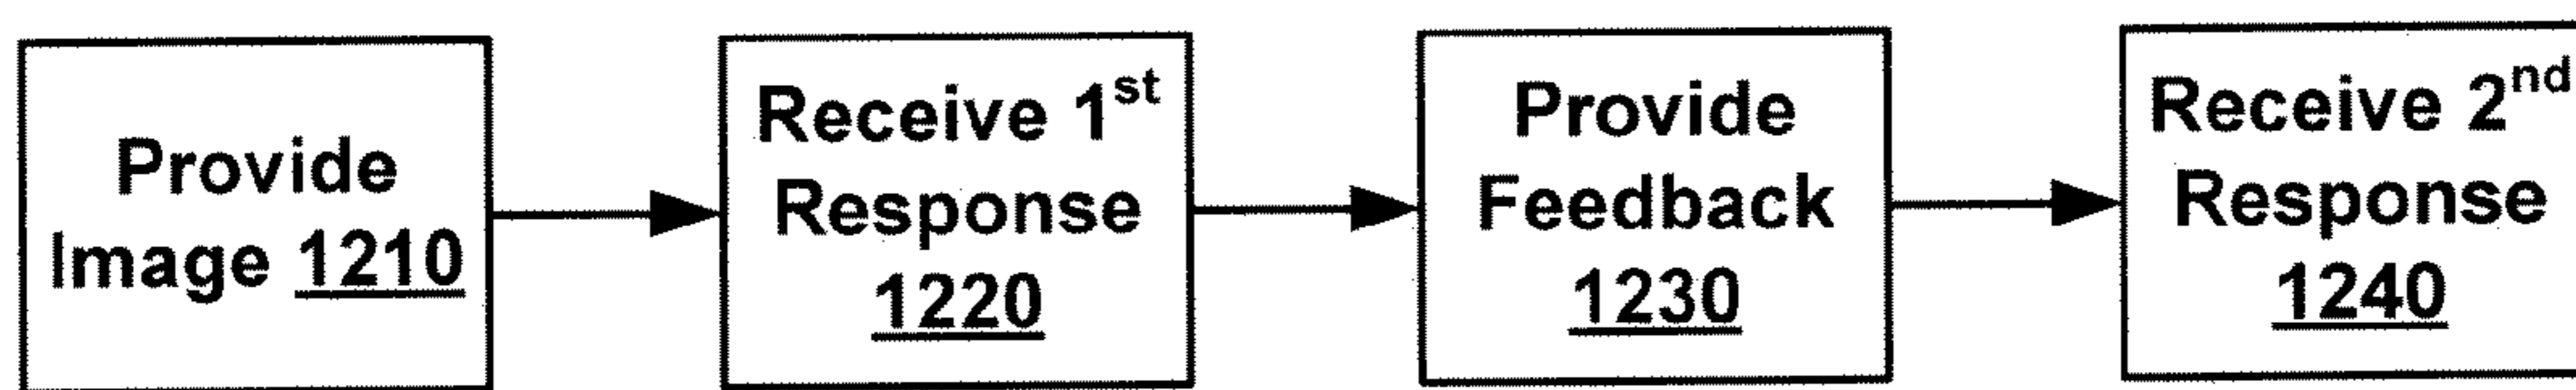 Provide
Image 1210
Receive 1st
Response
1220
Provide
Feedback
1230
Receive 2nd
Response
1240